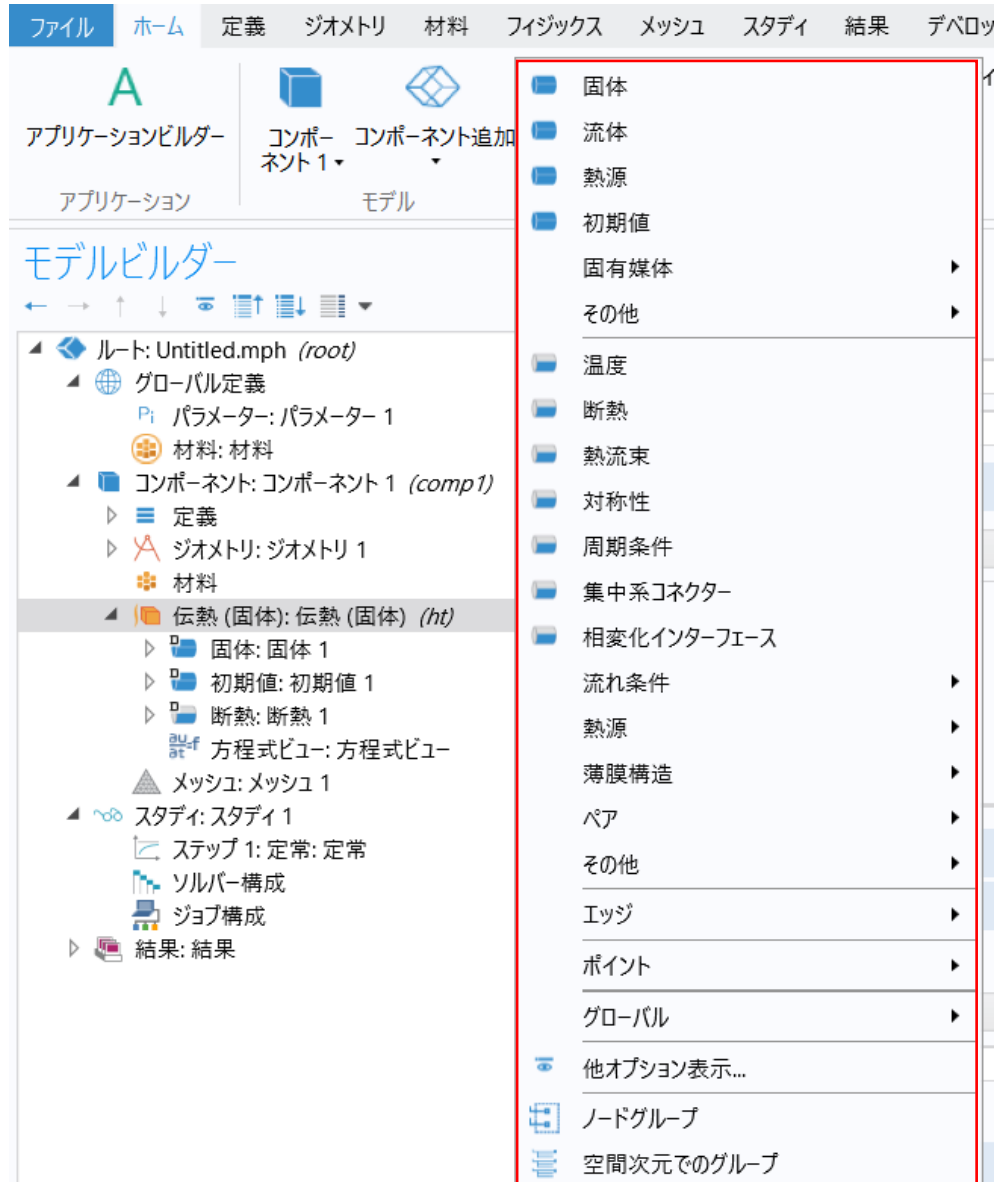 ファイル
ホーム
定義
ジオメトリ
材料
フィジックス
メッシュ
スタディ
結果
デベロッ
アプリケーションビルダー
コンポー
ネント 1
コンポーネント追加
アプリケーション
モデル
モデルビルダー
ルート: Untitled.mph (root)
グローバル定義
Pi パラメーター: パラメーター 1
材料: 材料
コンポーネント: コンポーネント 1 (comp1)
定義
ジオメトリ: ジオメトリ 1
材料
伝熱 (固体): 伝熱 (固体) (ht)
固体: 固体 1
初期値: 初期値 1
断熱: 断熱 1
方程式ビュー: 方程式ビュー
メッシュ: メッシュ 1
スタディ: スタディ 1
ステップ 1: 定常: 定常
ソルバー構成
ジョブ構成
結果: 結果
固体
流体
熱源
初期値
固有媒体
その他
温度
断熱
熱流束
対称性
周期条件
集中系コネクター
相変化インターフェース
流れ条件
熱源
薄膜構造
ペア
その他
エッジ
ポイント
グローバル
他オプション表示...
ノードグループ
空間次元でのグループ